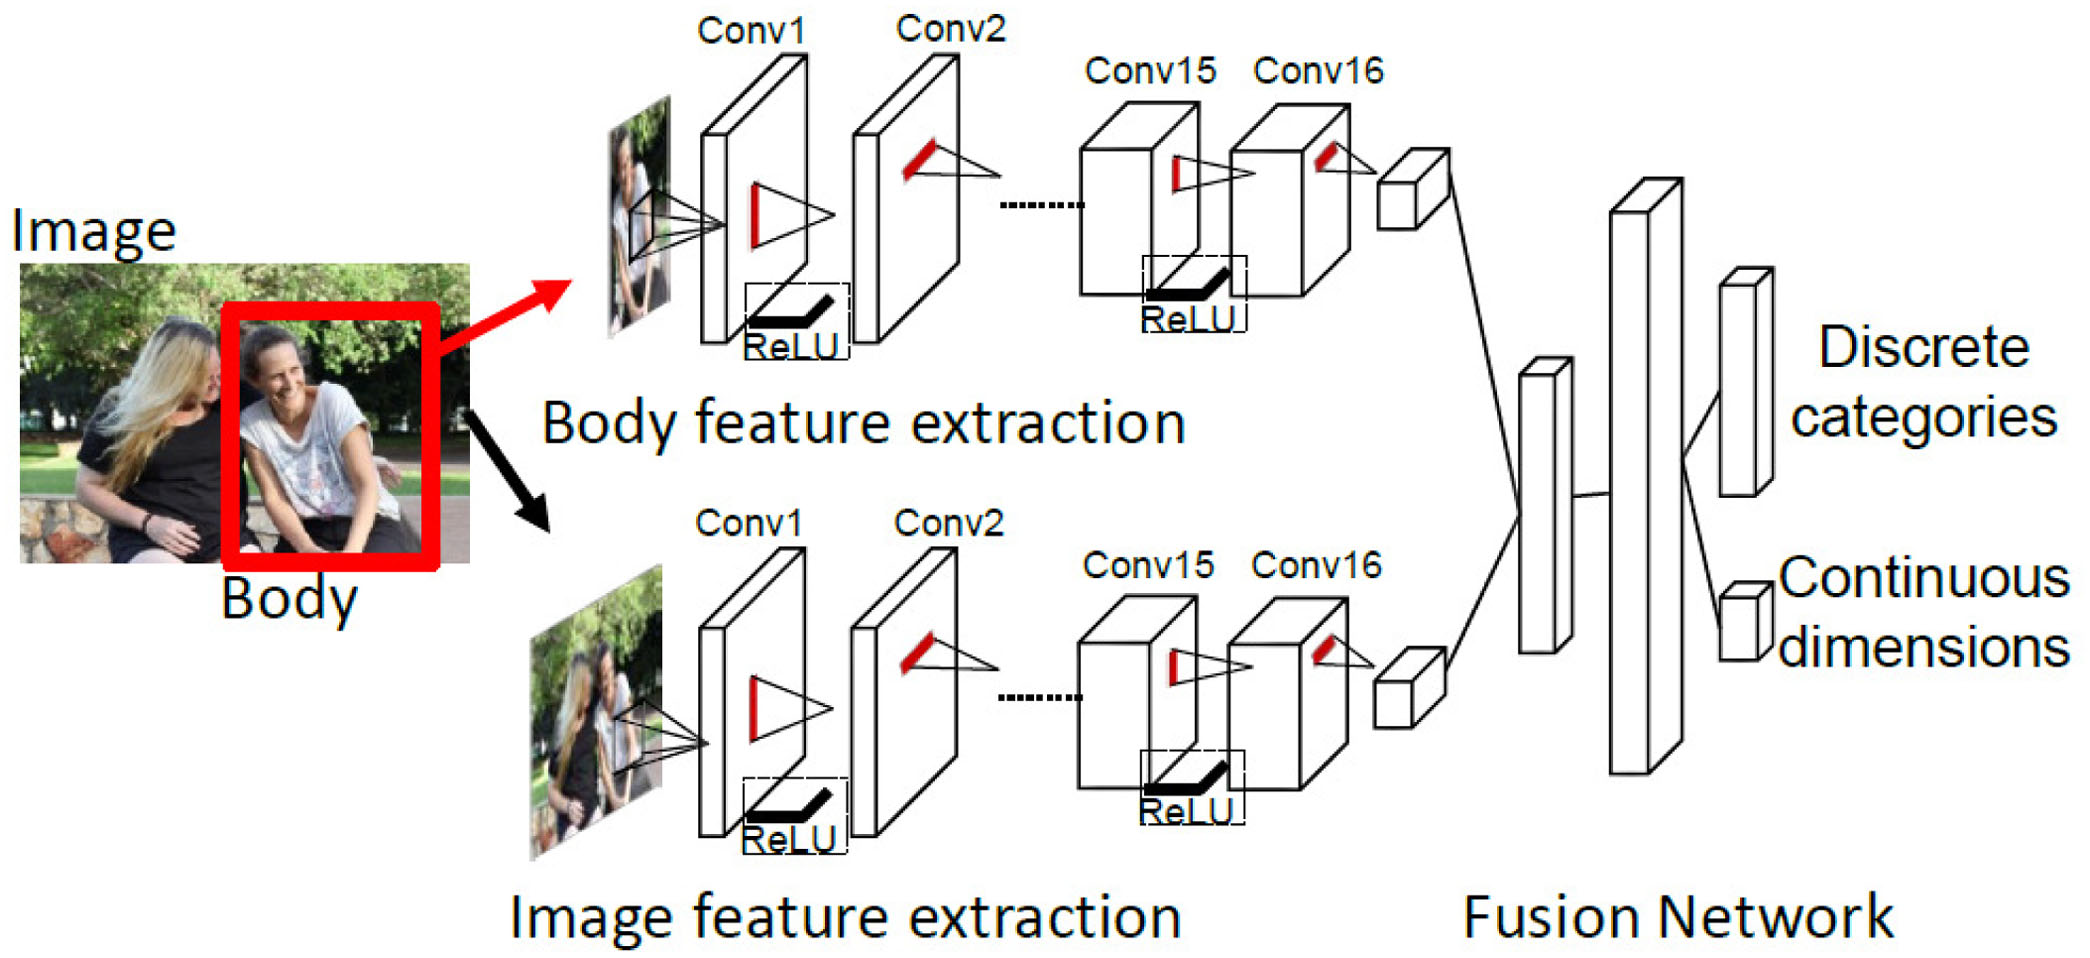 Image
Body
Conv1
Conv2
Conv15
Conv16
ReLU
ReLU
Body feature extraction
Conv1
Conv2
Conv15
Conv16
ReLU
ReLU
Image feature extraction
Discrete
categories
Continuous
dimensions
Fusion Network